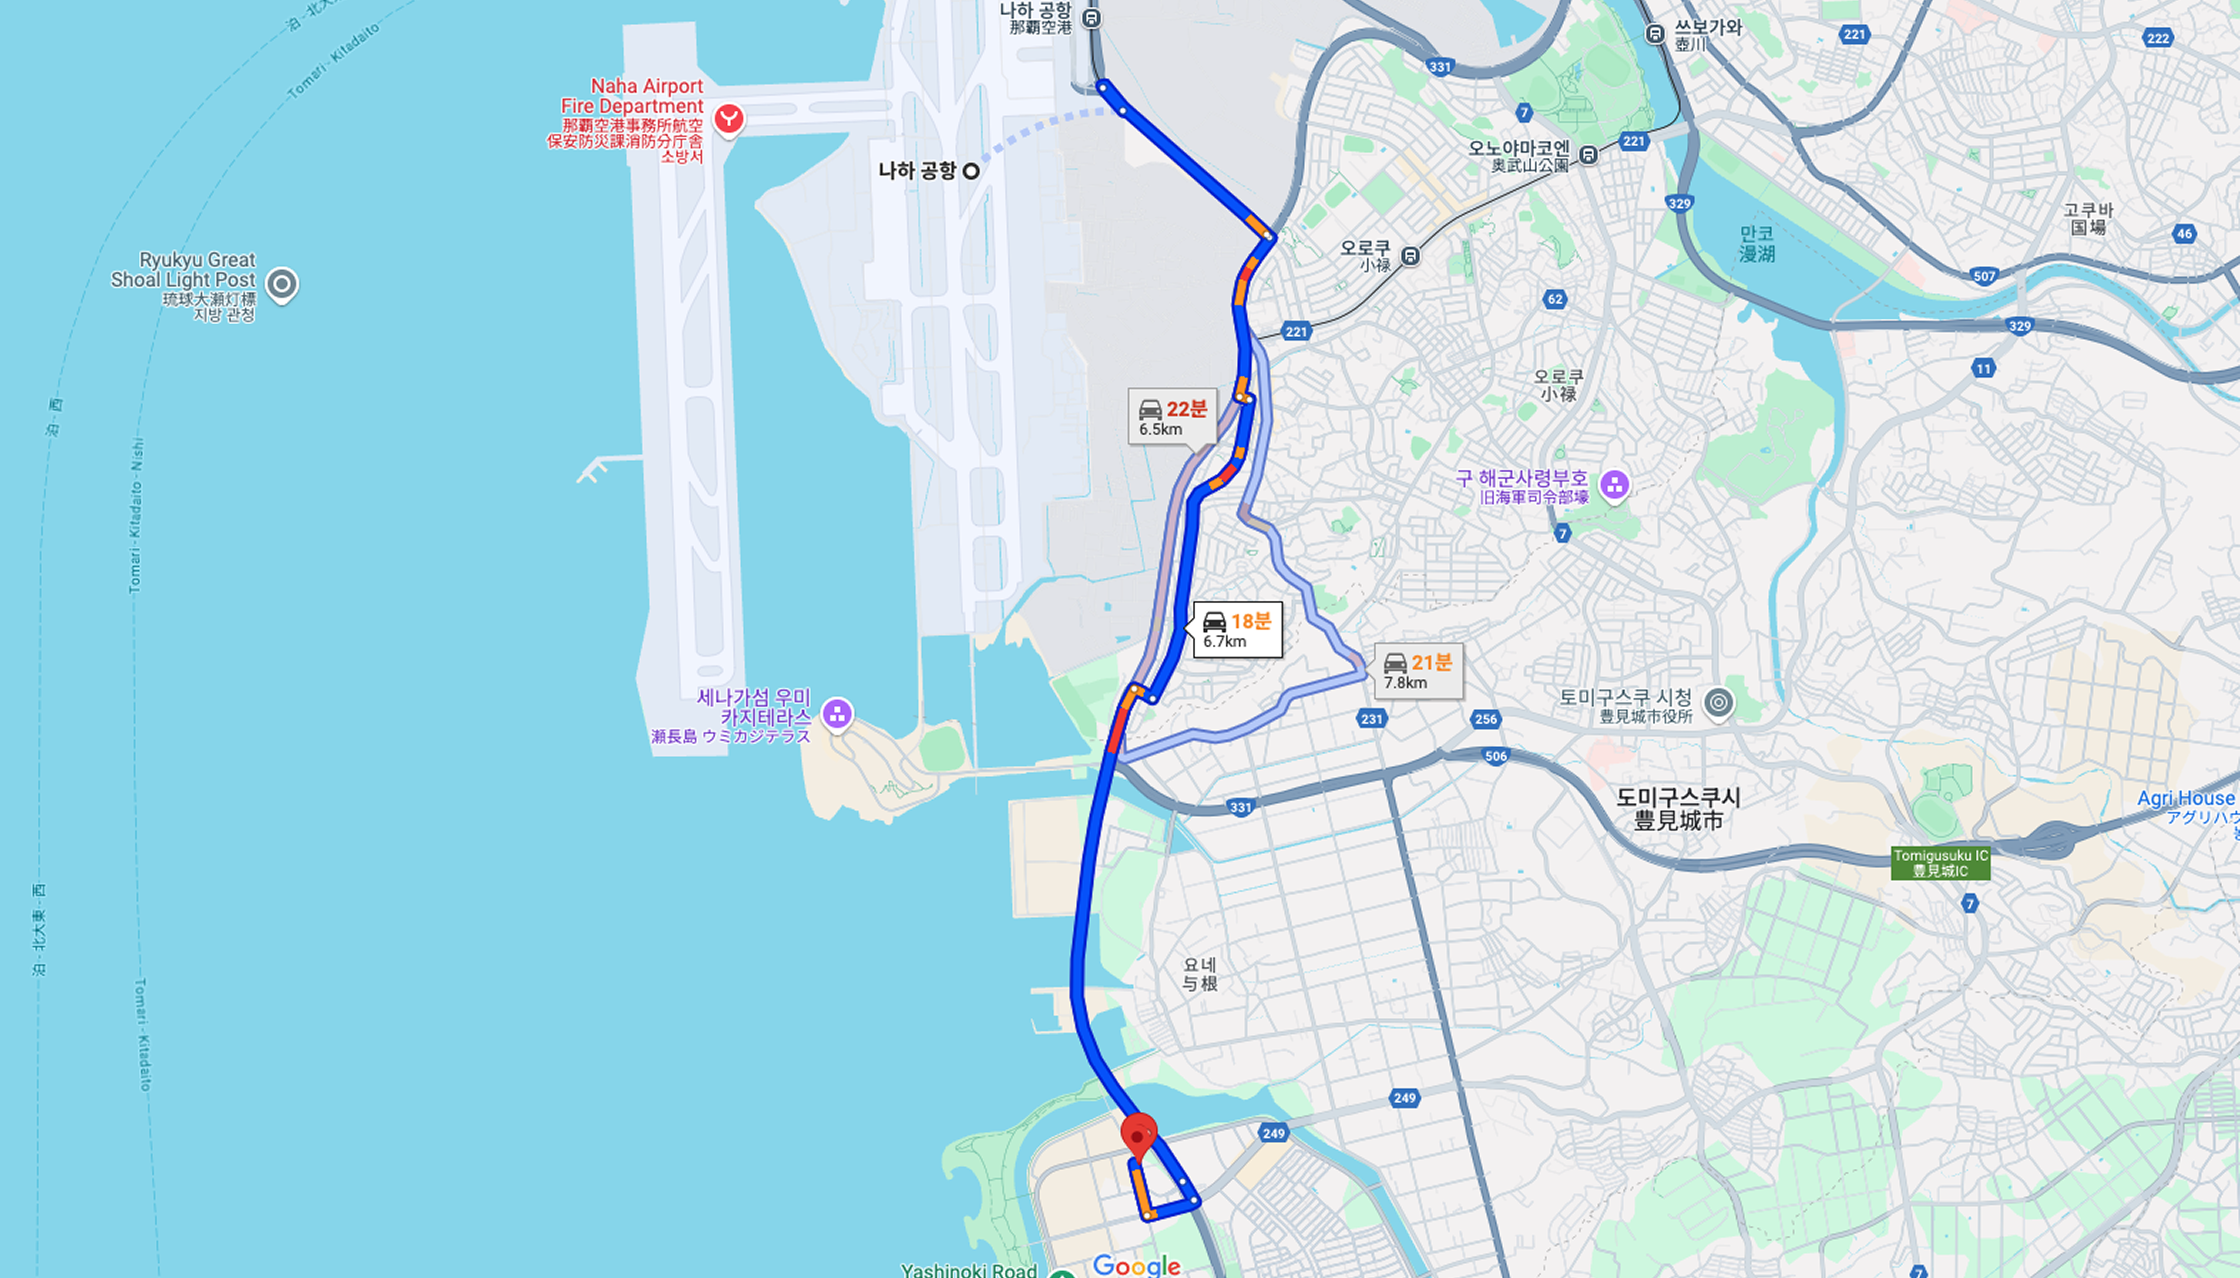 泊 - 北大
Tomari - Kitadaito
나하 공항
那覇空港
쓰보가와
壺川
221
222
331
Naha Airport
Fire Department
那覇空港事務所航空
保安防災課消防分庁舎
소방서
7
221
오노야마코엔
奥武山公園
나하 공항
329
고쿠바
国場
46
만코
漫湖
오로쿠
小禄
Ryukyu Great
Shoal Light Post
琉球大瀬灯標
지방 관청
507
62
221
329
11
오로쿠
小禄
22분
6.5km
泊 - 西
Tomari - Kitadaito - Nishi
구 해군사령부호
旧海軍司令部壕
7
18분
6.7km
21분
7.8km
세나가섬 우미
카지테라스
瀬長島 ウミカジテラス
토미구스쿠 시청
豊見城市役所
231
256
506
331
도미구스쿠시
豊見城市
Agri House
アグリハウ
Tomigusuku IC
豊見城IC
7
泊 - 北大東 - 西
요네
与根
Tomari - Kitadaito
249
249
Yashinoki Road
Google
7